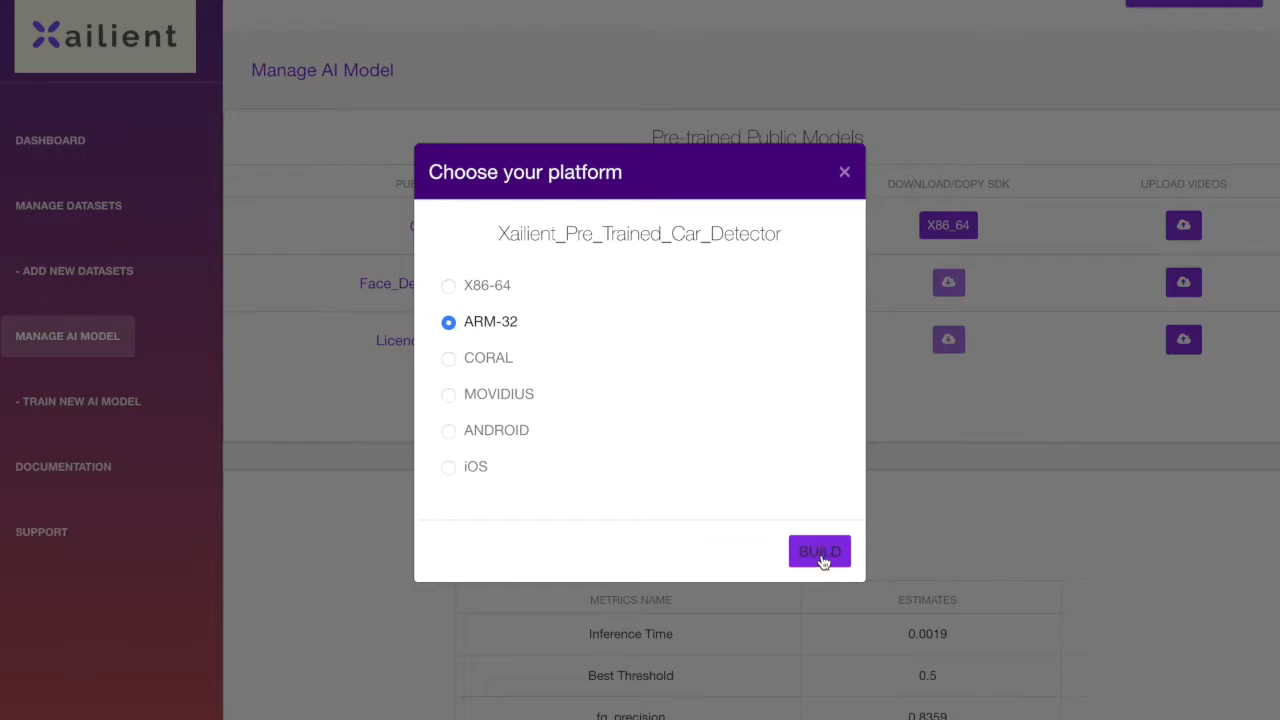 Xailient
Manage AI Model
DASHBOARD
MANAGE DATASETS
- ADD NEW DATASETS
MANAGE AI MODEL
- TRAIN NEW AI MODEL
DOCUMENTATION
SUPPORT
Pre-trained Public Models
DOWNLOAD/COPY SDK
UPLOAD VIDEOS
X86_64
Face_De
Licenc
Choose your platform
×
Xailient_Pre_Trained_Car_Detector
X86-64
ARM-32
CORAL
MOVIDIUS
ANDROID
iOS
BUILD
METRICS NAME
ESTIMATES
Inference Time
0.0019
Best Threshold
0.5
fg_precision
0.8359